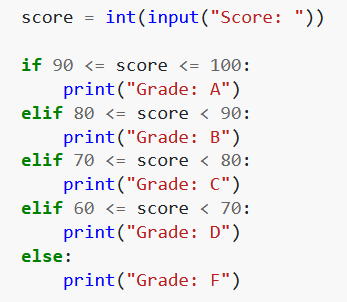 score = int(input("Score: "))

if 90 <= score <= 100:
    print("Grade: A")
elif 80 <= score < 90:
    print("Grade: B")
elif 70 <= score < 80:
    print("Grade: C")
elif 60 <= score < 70:
    print("Grade: D")
else:
    print("Grade: F")